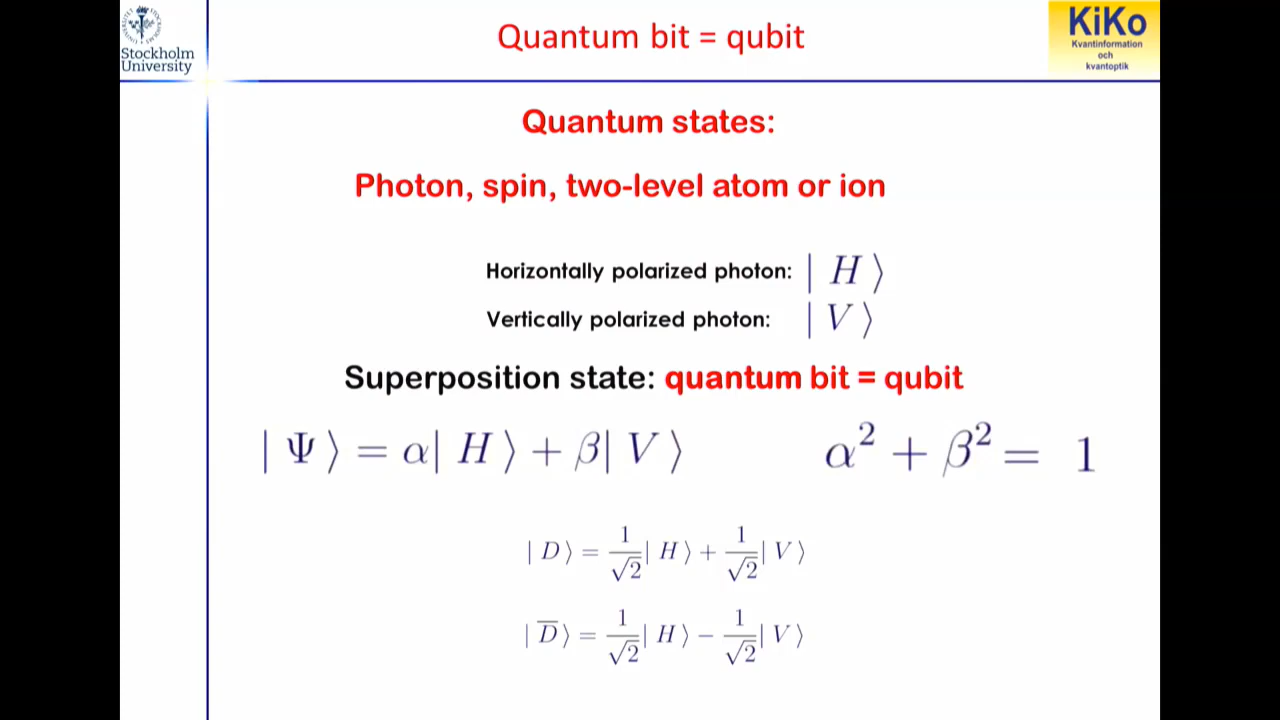 Stockholm
University
Quantum bit = qubit
KiKo
Kvantinformation
och
kvantoptik
Quantum states:
Photon, spin, two-level atom or ion
Horizontally polarized photon: | H ⟩
Vertically polarized photon: | V ⟩
Superposition state: quantum bit = qubit
| Ψ ⟩ = α| H ⟩ + β| V ⟩
α² + β² = 1
| D ⟩ = 1/√2 | H ⟩ + 1/√2 | V ⟩
| D̅ ⟩ = 1/√2 | H ⟩ − 1/√2 | V ⟩